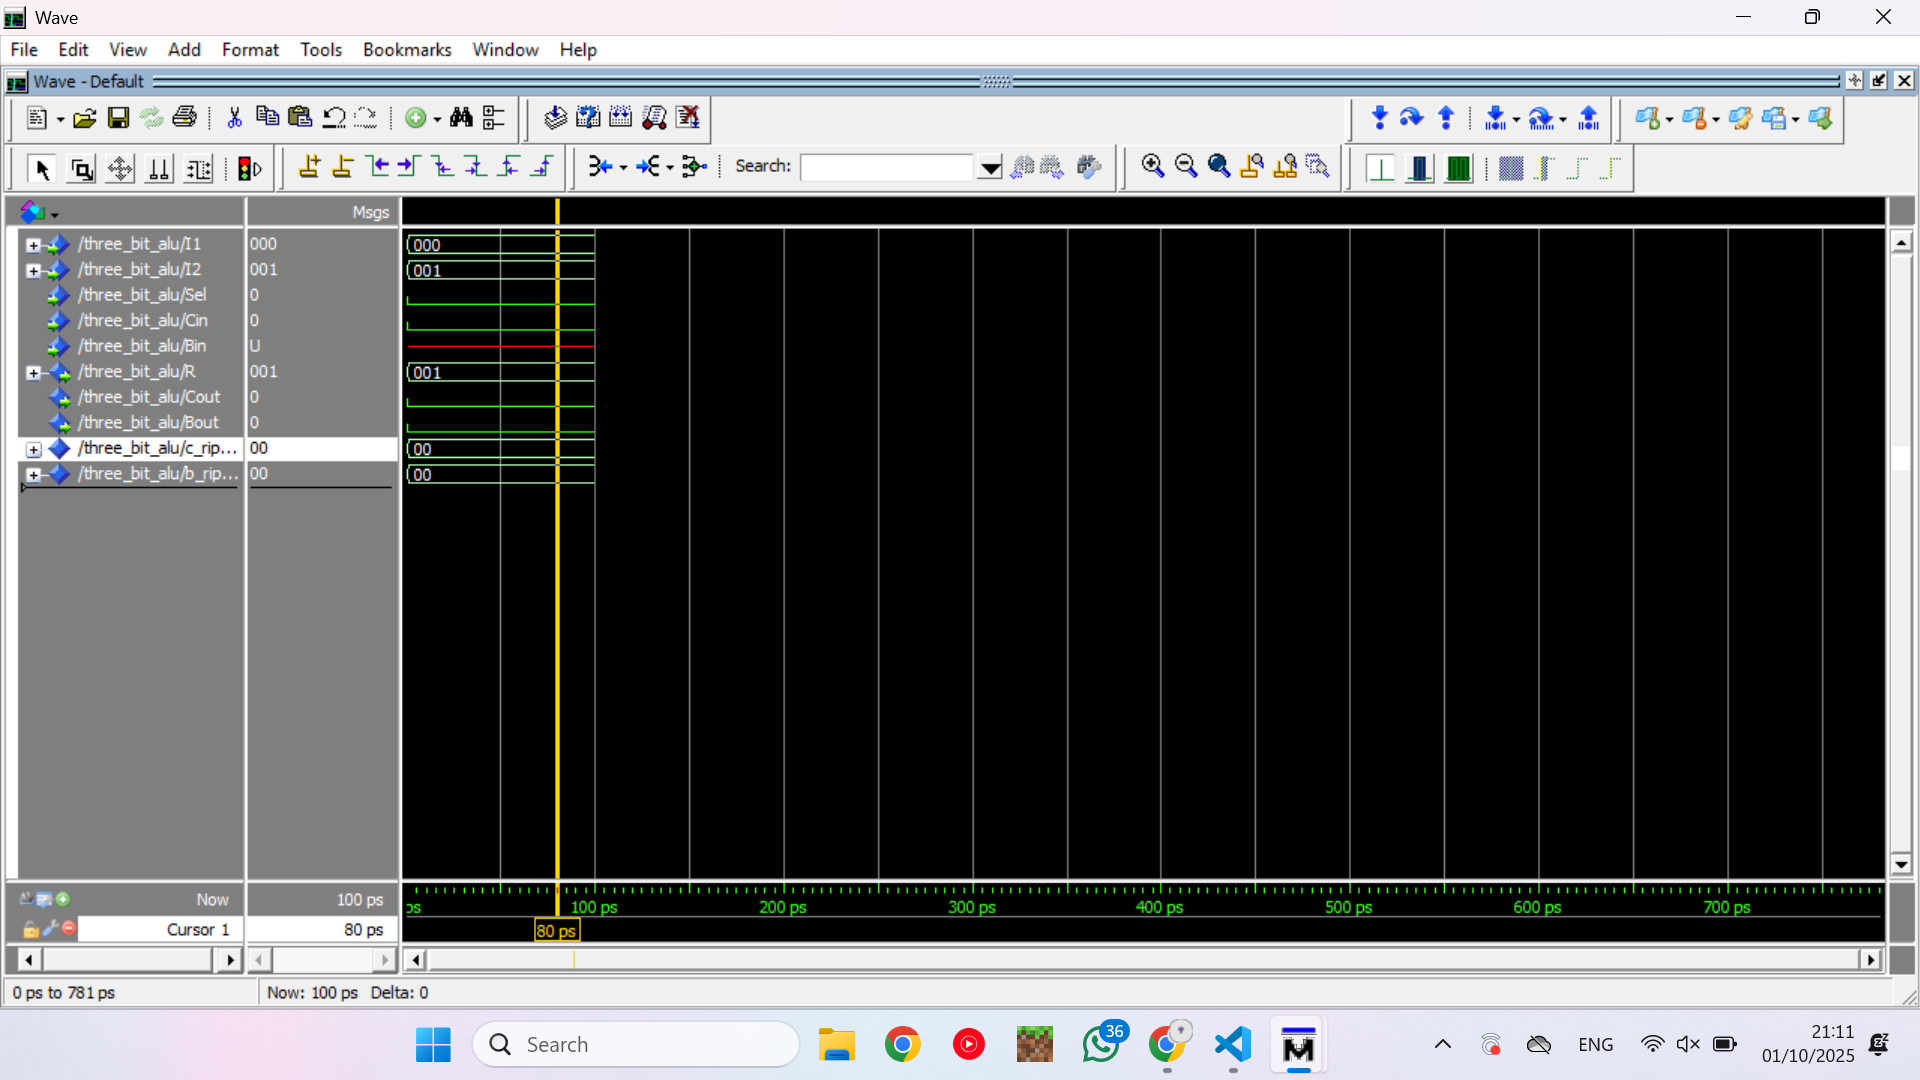 Wave
File Edit View Add Format Tools Bookmarks Window Help
Wave - Default
Search:
Msgs
/three_bit_alu/I1 000 000
/three_bit_alu/I2 001 001
/three_bit_alu/Sel 0
/three_bit_alu/Cin 0
/three_bit_alu/Bin U
/three_bit_alu/R 001 001
/three_bit_alu/Cout 0
/three_bit_alu/Bout 0
/three_bit_alu/c_rip... 00 00
/three_bit_alu/b_rip... 00 00
Now 100 ps ps 100 ps 200 ps 300 ps 400 ps 500 ps 600 ps 700 ps
Cursor 1 80 ps 80 ps
0 ps to 781 ps Now: 100 ps Delta: 0
Search 36 ENG 21:11
01/10/2025